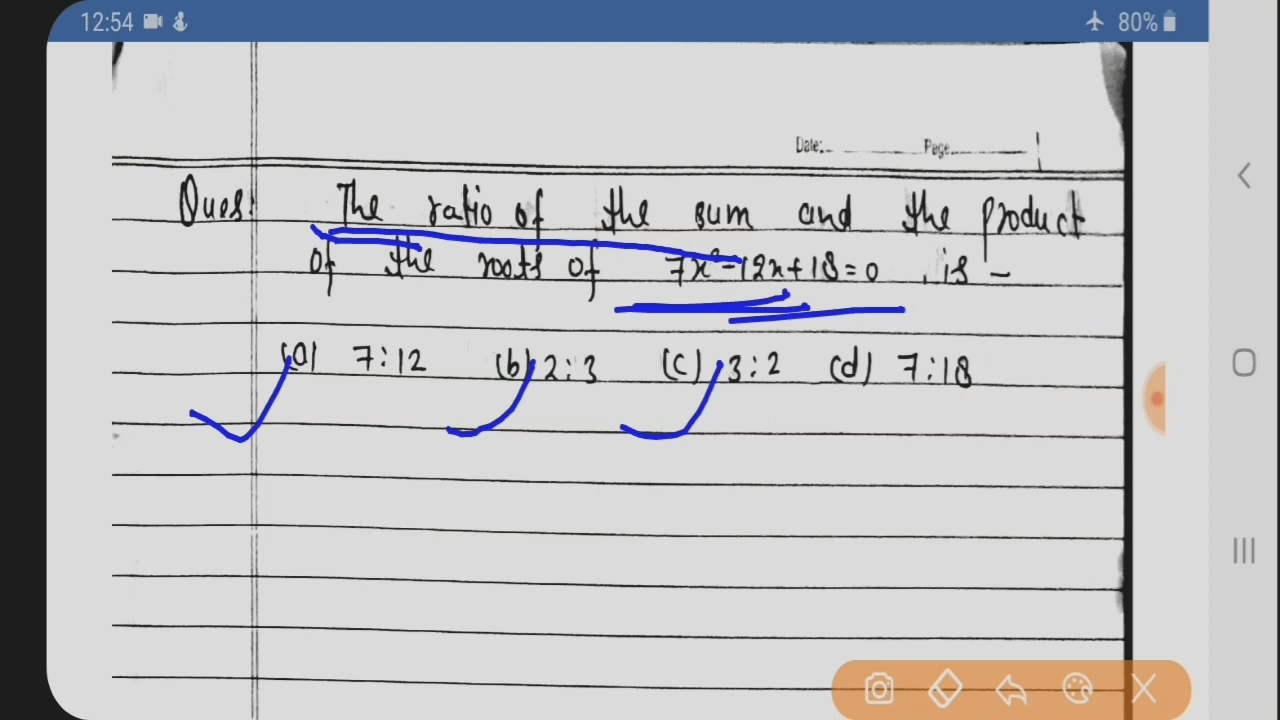 12:54
80%
Date: Page
Ques: The ratio of the sum and the product
of the roots of 7x²-12x+18=0 is -
(a) 7:12 (b) 2:3 (c) 3:2 (d) 7:18